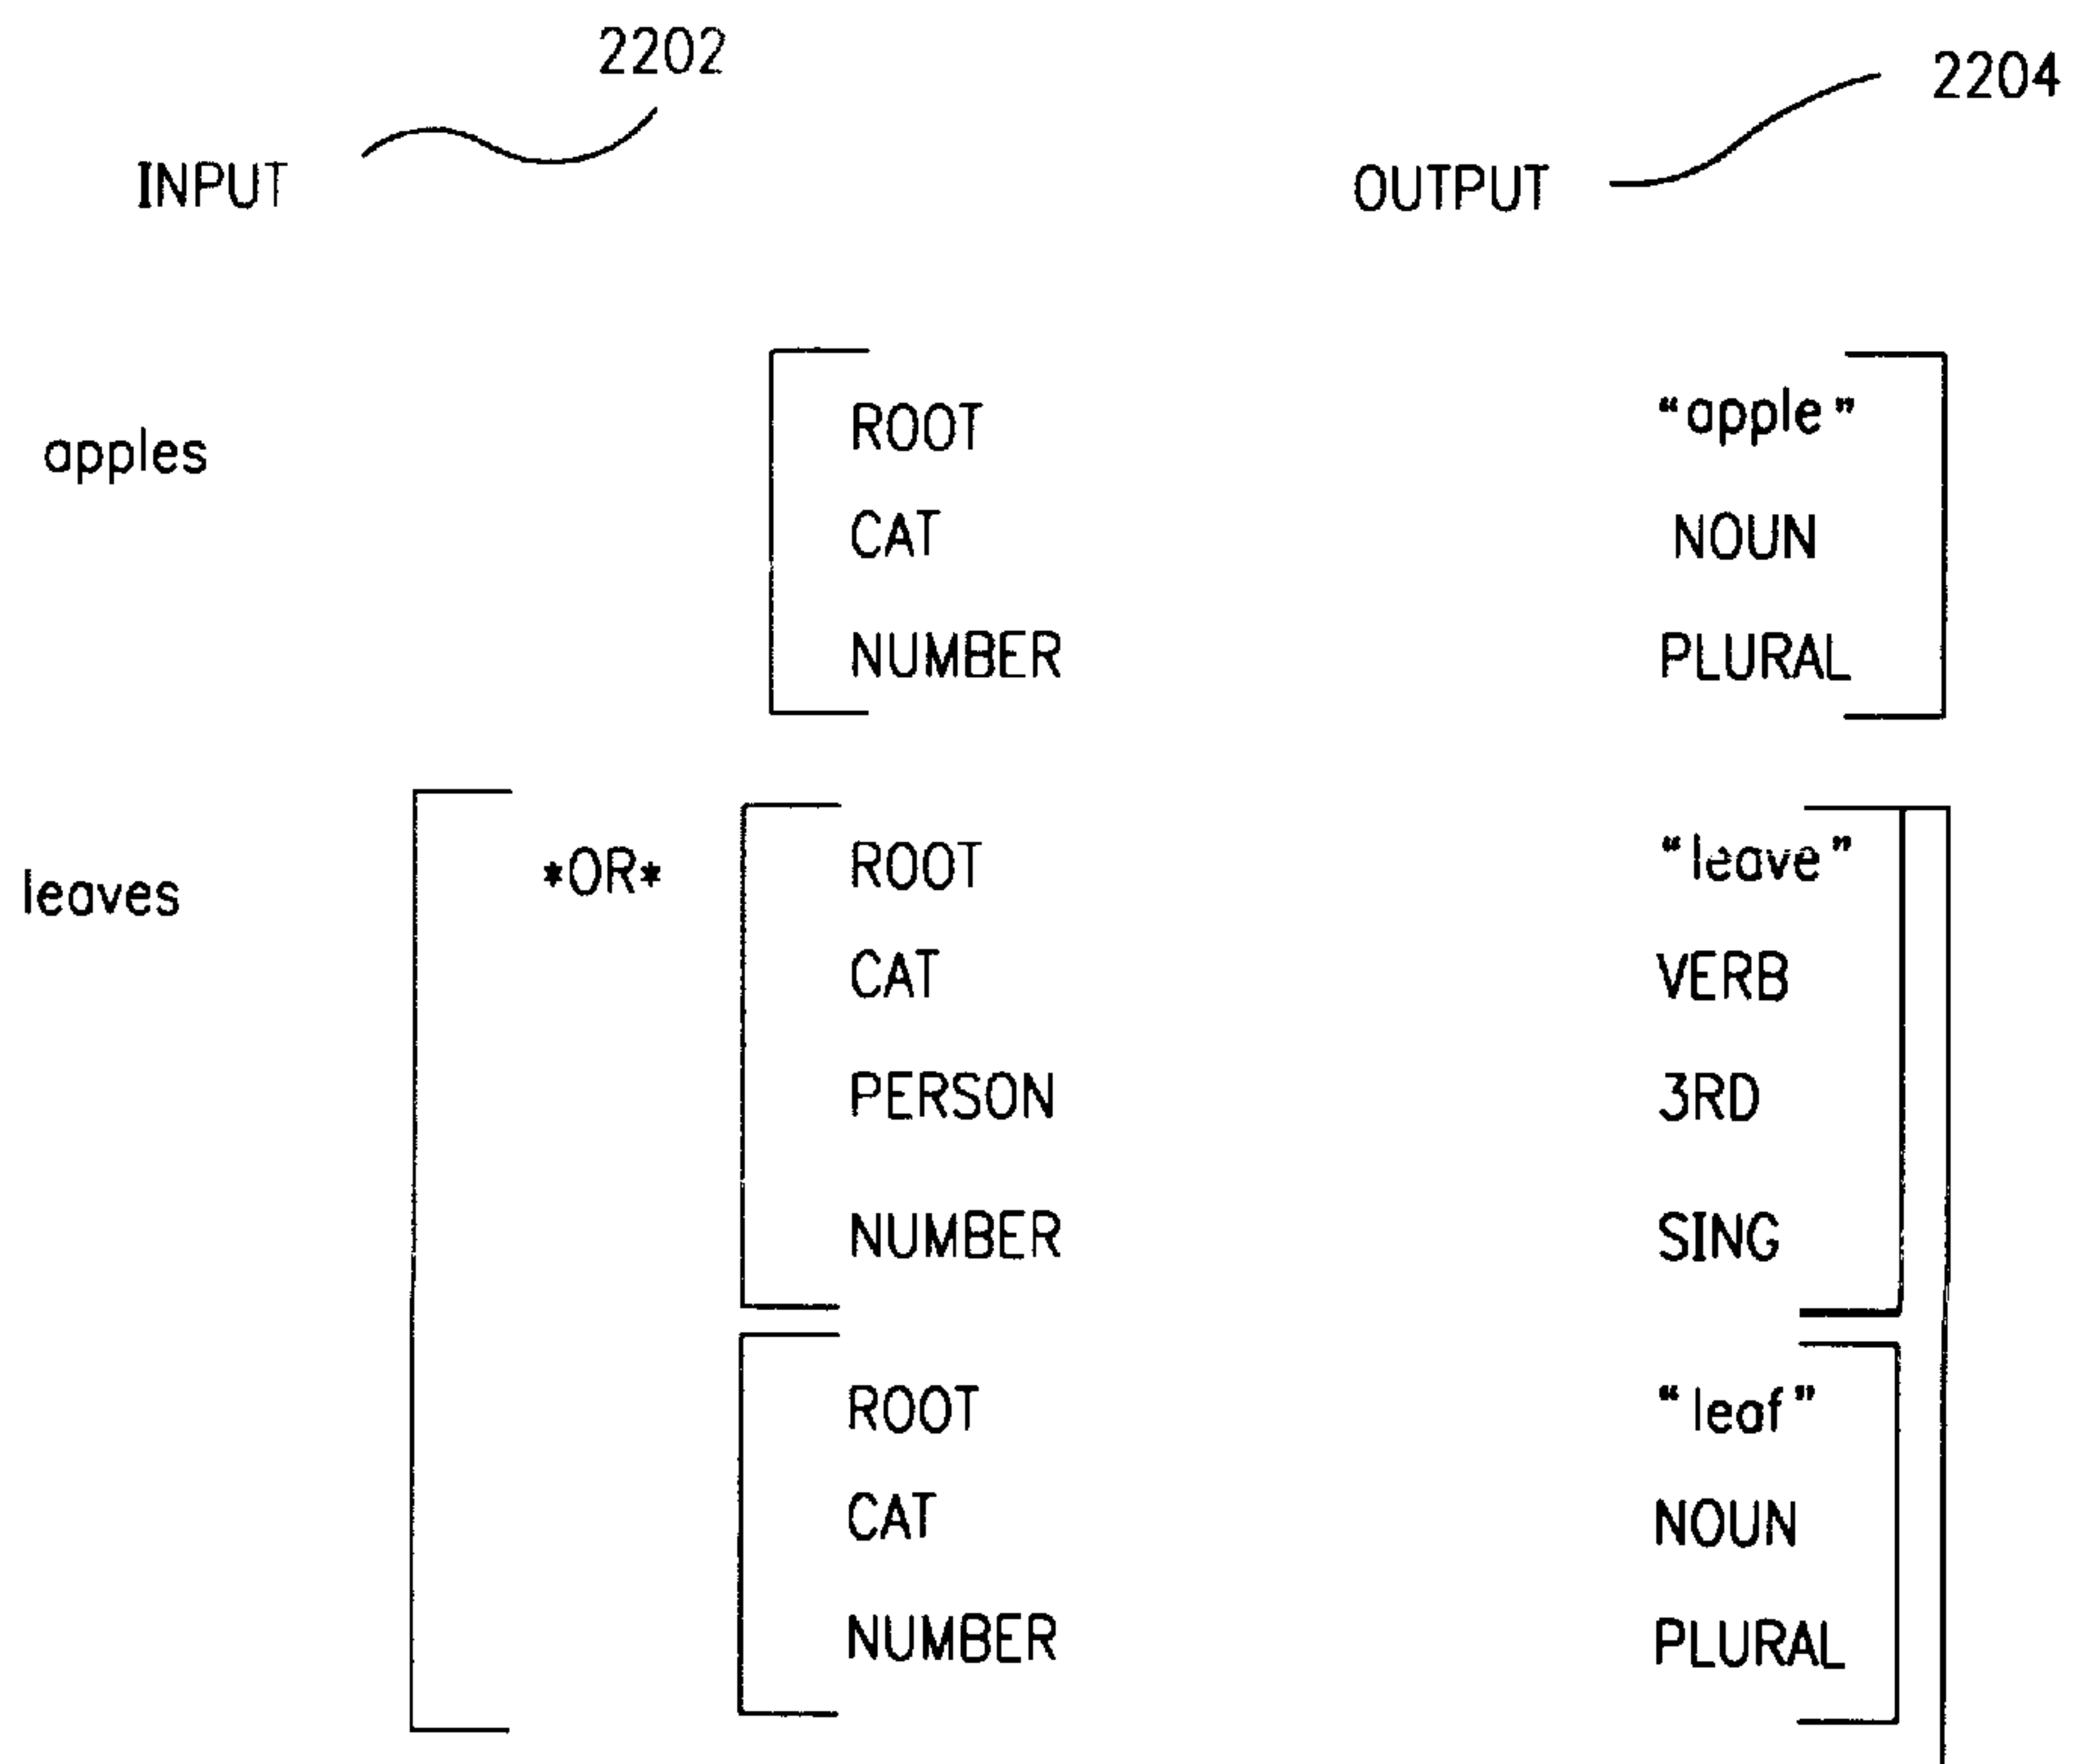 2202
2204
INPUT
OUTPUT
apples
ROOT “apple”
CAT NOUN
NUMBER PLURAL
leaves
*OR* ROOT “leave”
CAT VERB
PERSON 3RD
NUMBER SING
ROOT “leaf”
CAT NOUN
NUMBER PLURAL